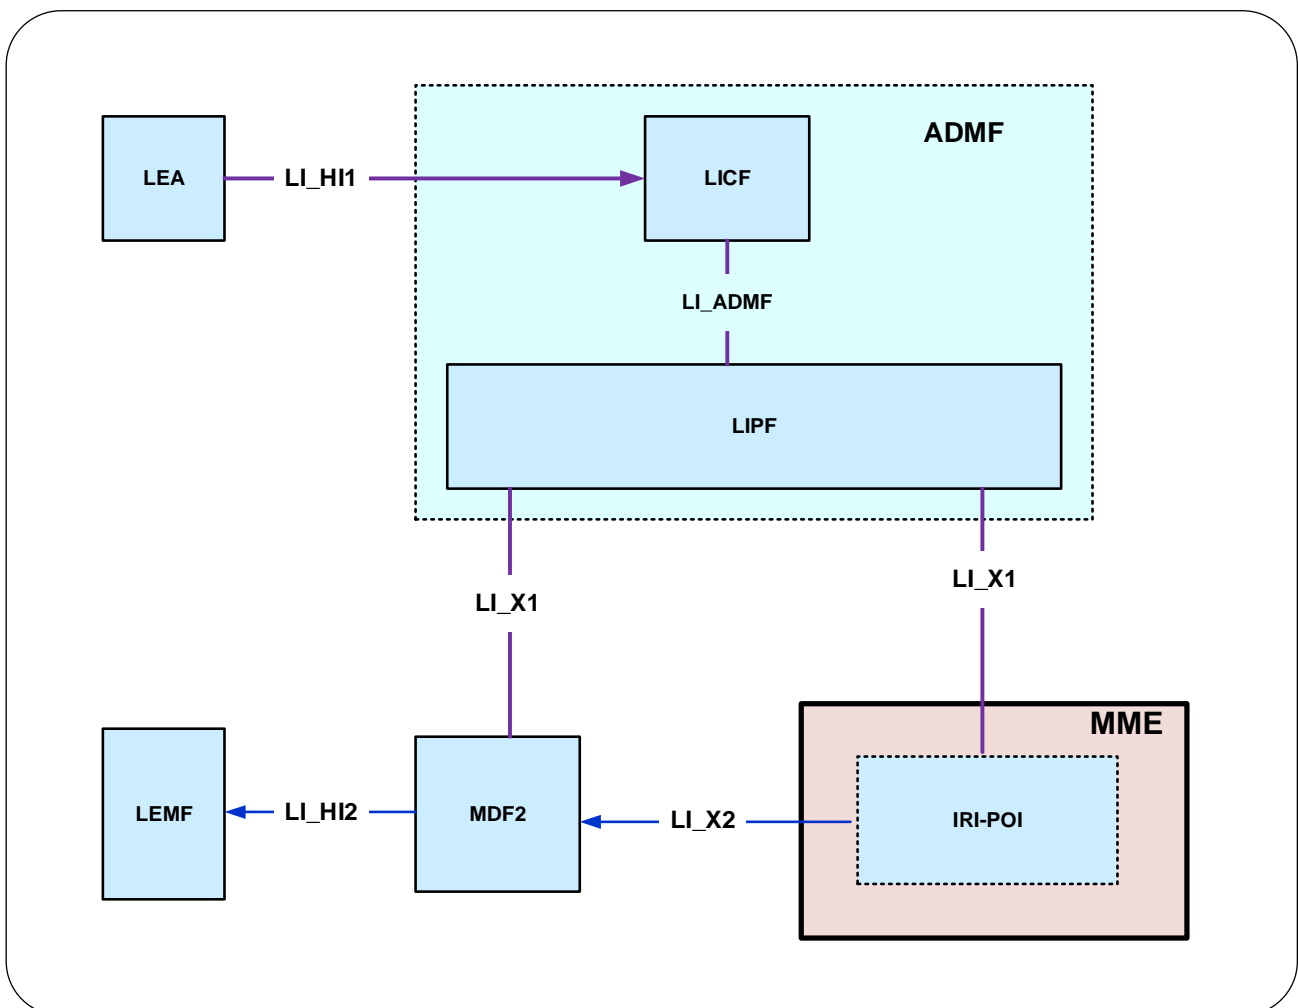 ADMF
LEA
LI_HI1
LICF
LI_ADMF
LIPF
LI_X1
LI_X1
MME
LEMF
LI_HI2
MDF2
LI_X2
IRI-POI